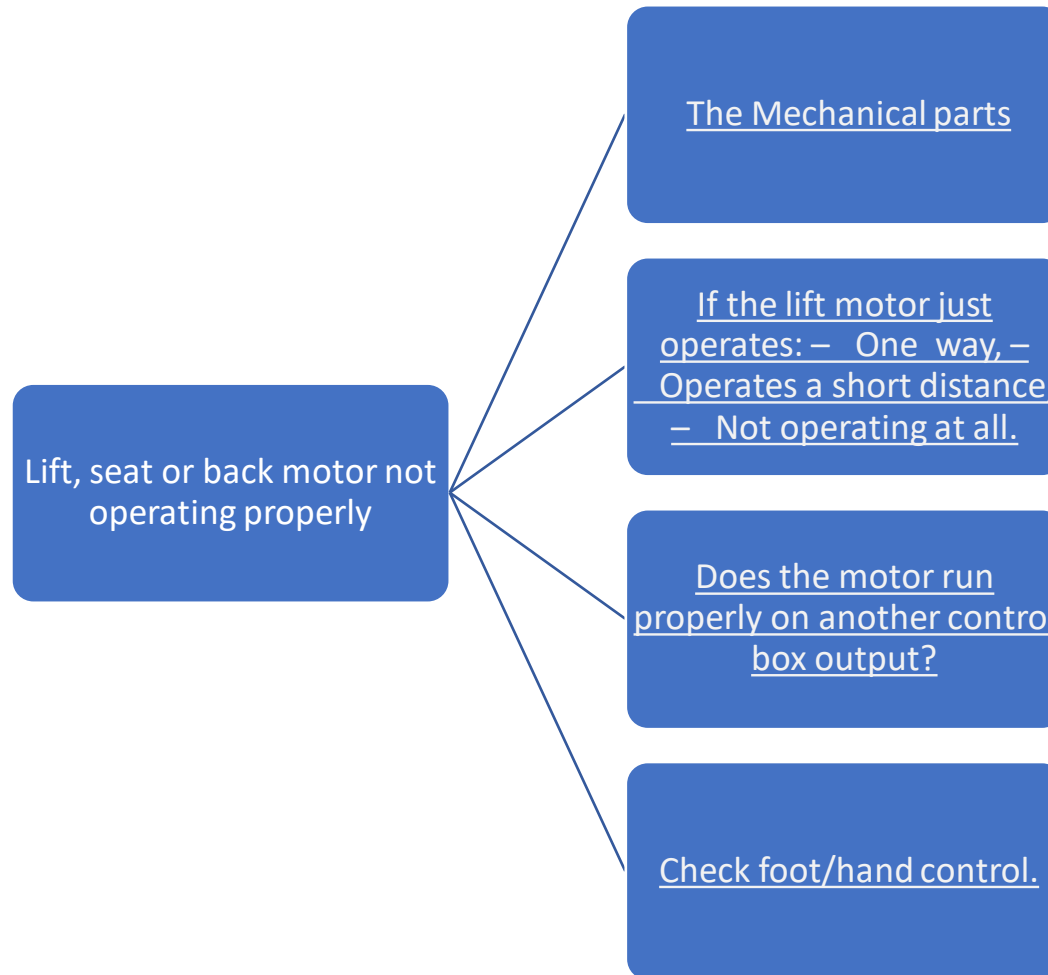 Lift, seat or back motor not
operating properly
The Mechanical parts
If the lift motor just
operates: – One way, –
Operates a short distance
– Not operating at all.
Does the motor run
properly on another contro
box output?
Check foot/hand control.